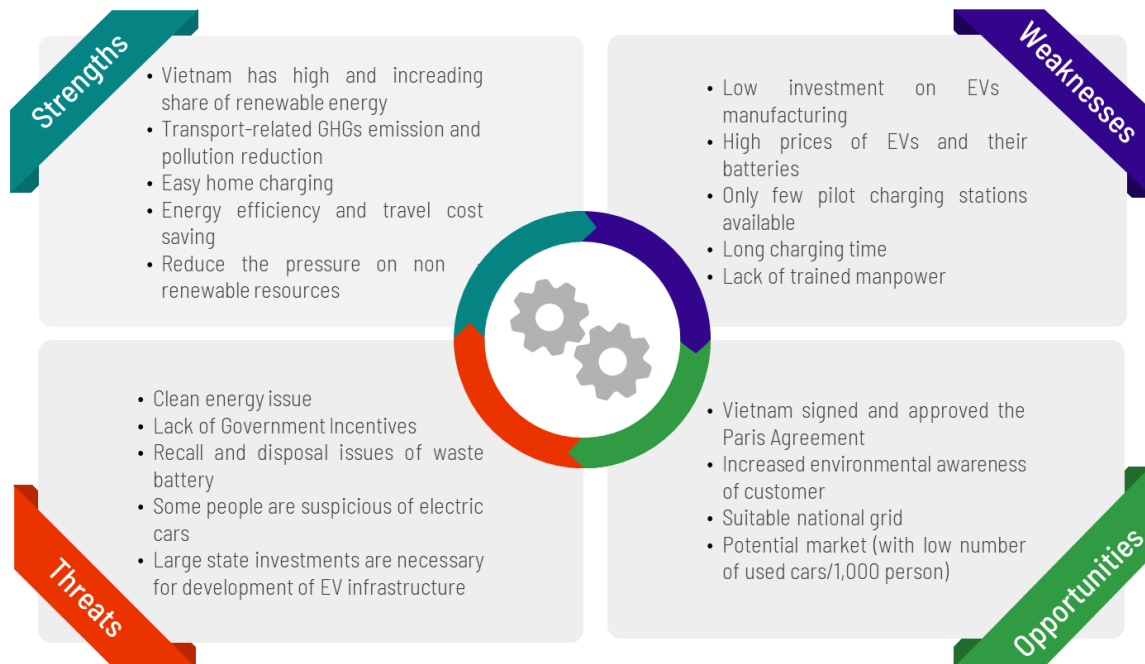 Strengths
• Vietnam has high and increading
share of renewable energy
• Transport-related GHGs emission and
pollution reduction
• Easy home charging
• Energy efficiency and travel cost
saving
• Reduce the pressure on non -
renewable resources
Weaknesses
• Low investment on EVs
manufacturing
• High prices of EVs and their
batteries
• Only few pilot charging stations
available
• Long charging time
• Lack of trained manpower
Threats
• Clean energy issue
• Lack of Government Incentives
• Recall and disposal issues of waste
battery
• Some people are suspicious of electric
cars
• Large state investments are necessary
for development of EV infrastructure
Opportunities
• Vietnam signed and approved the
Paris Agreement
• Increased environmental awareness
of customer
• Suitable national grid
• Potential market (with low number
of used cars/1,000 person)